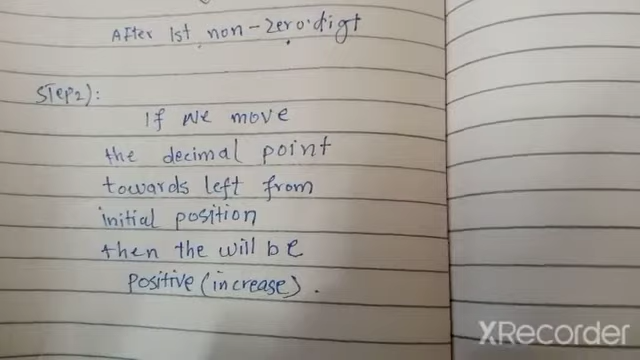 After 1st non-zero digt
Step2):
If we move
the decimal point
towards left from
initial position
then the will be
positive (increase).
XRecorder